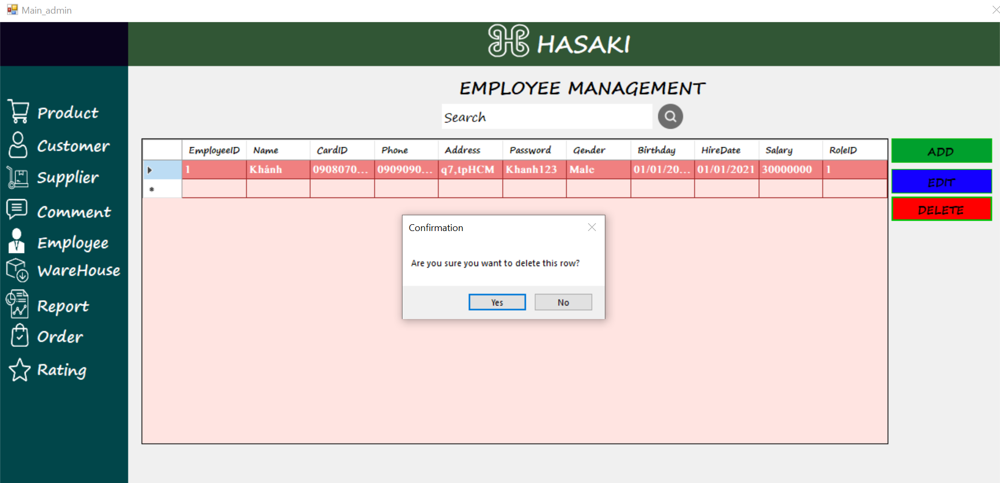 Main_admin
HASAKI
EMPLOYEE MANAGEMENT
Search
Product
Customer
Supplier
Comment
Employee
WareHouse
Report
Order
Rating
EmployeeID Name CardID Phone Address Password Gender Birthday HireDate Salary RoleID
1 Khánh 0908070... 0909090... q7,tpHCM Khanh123 Male 01/01/20... 01/01/2021 30000000 1
ADD
EDIT
DELETE
Confirmation
Are you sure you want to delete this row?
Yes No